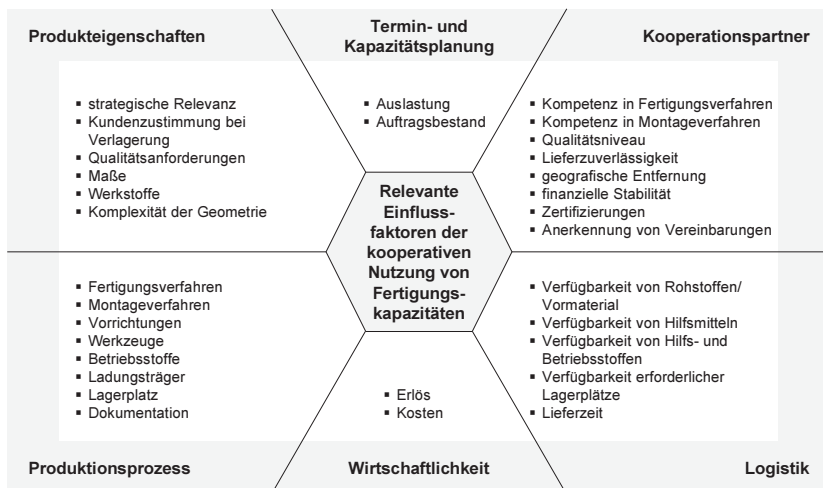 Produkteigenschaften
▪ strategische Relevanz
▪ Kundenzustimmung bei
Verlagerung
▪ Qualitätsanforderungen
▪ Maße
▪ Werkstoffe
▪ Komplexität der Geometrie
Termin- und
Kapazitätsplanung
▪ Auslastung
▪ Auftragsbestand
Kooperationspartner
▪ Kompetenz in Fertigungsverfahren
▪ Kompetenz in Montageverfahren
▪ Qualitätsniveau
▪ Lieferzuverlässigkeit
▪ geografische Entfernung
▪ finanzielle Stabilität
▪ Zertifizierungen
▪ Anerkennung von Vereinbarungen
Relevante
Einfluss-
faktoren der
kooperativen
Nutzung von
Fertigungs-
kapazitäten
▪ Fertigungsverfahren
▪ Montageverfahren
▪ Vorrichtungen
▪ Werkzeuge
▪ Betriebsstoffe
▪ Ladungsträger
▪ Lagerplatz
▪ Dokumentation
Produktionsprozess
▪ Erlös
▪ Kosten
Wirtschaftlichkeit
▪ Verfügbarkeit von Rohstoffen/
Vormaterial
▪ Verfügbarkeit von Hilfsmitteln
▪ Verfügbarkeit von Hilfs- und
Betriebsstoffen
▪ Verfügbarkeit erforderlicher
Lagerplätze
▪ Lieferzeit
Logistik